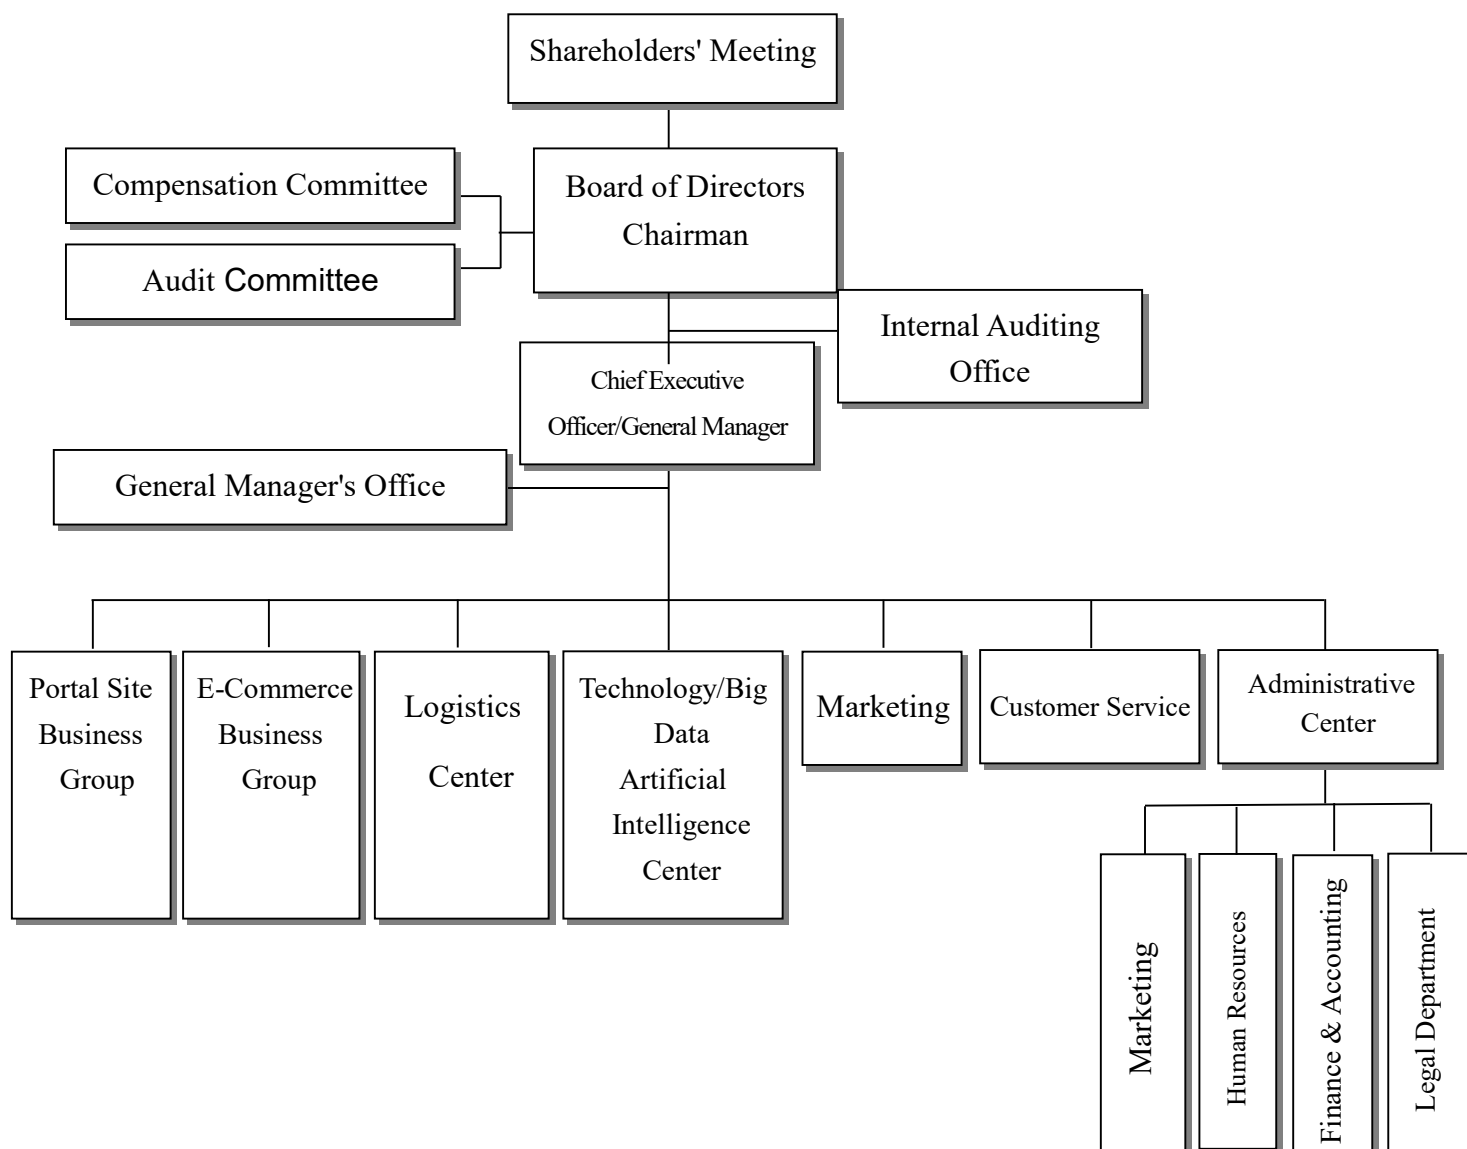 Shareholders' Meeting
Compensation Committee
Audit Committee
Board of Directors
Chairman
Internal Auditing
Office
Chief Executive
Officer/General Manager
General Manager's Office
Portal Site
Business
Group
E-Commerce
Business
Group
Logistics
Center
Technology/Big
Data
Artificial
Intelligence
Center
Marketing
Customer Service
Administrative
Center
Marketing
Human Resources
Finance & Accounting
Legal Department